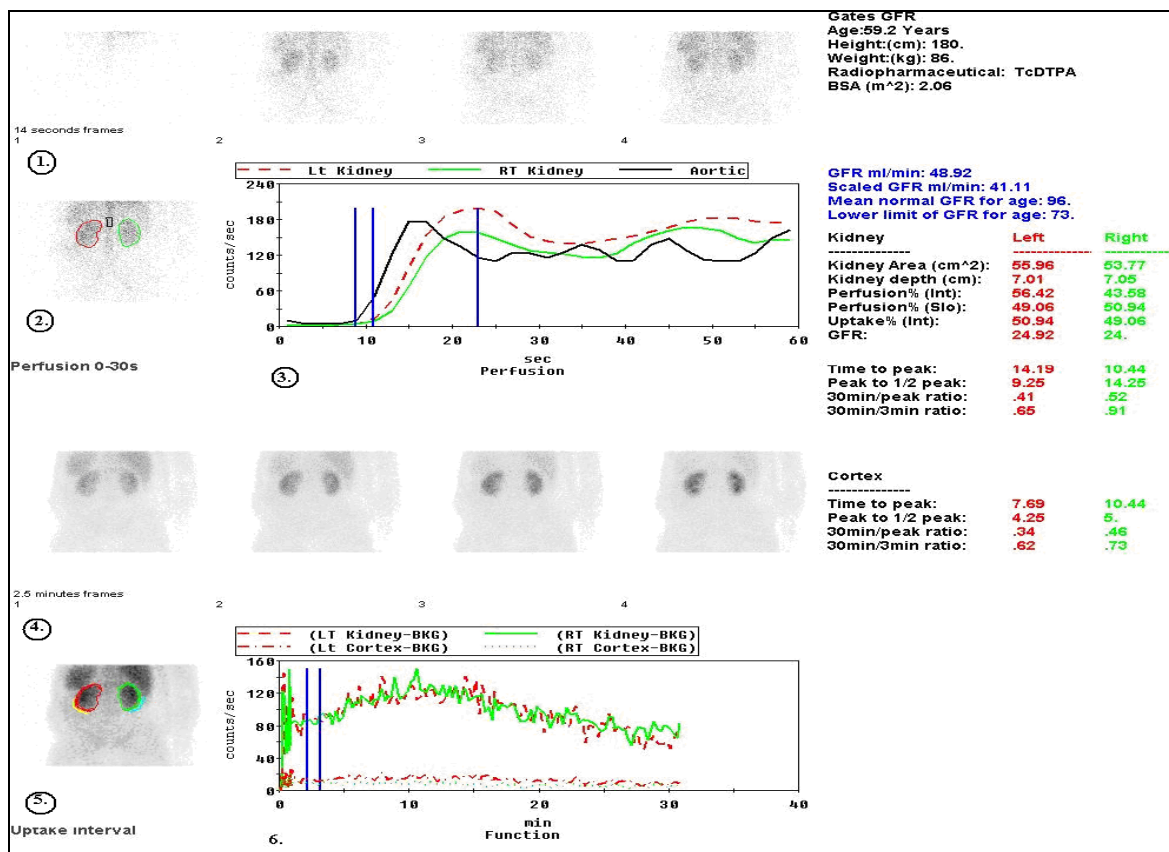 Gates GFR
Age:59.2 Years
Height:(cm) 180.
Weight:(kg) 86.
Radiopharmaceutical: TcDTPA
BSA (m^2): 2.06
14 seconds frames
1 2 3 4
1.
Lt Kidney RT Kidney Aortic
240
180
120
60
0
counts/sec
0 10 20 30 40 50 60
sec
Perfusion
2.
Perfusion 0-30s
3.
GFR ml/min: 48.92
Scaled GFR ml/min: 41.11
Mean normal GFR for age: 96.
Lower limit of GFR for age: 73.
Kidney Left Right
------------ ------------ ------------
Kidney Area (cm^2): 55.96 53.77
Kidney depth (cm): 7.01 7.05
Perfusion% (Int): 56.42 43.58
Perfusion% (Slo): 49.06 50.94
Uptake% (Int): 50.94 49.06
GFR: 24.92 24.
Time to peak: 14.19 10.44
Peak to 1/2 peak: 9.25 14.25
30min/peak ratio: .41 .52
30min/3min ratio: .65 .91
Cortex
-------------
Time to peak: 7.69 10.44
Peak to 1/2 peak: 4.25 5.
30min/peak ratio: .34 .46
30min/3min ratio: .62 .73
2.5 minutes frames
1 2 3 4
4.
(LT Kidney-BKG) (RT Kidney-BKG)
(Lt Cortex-BKG) (RT Cortex-BKG)
160
120
80
40
0
counts/sec
0 10 20 30 40
min
Function
5.
Uptake interval
6.